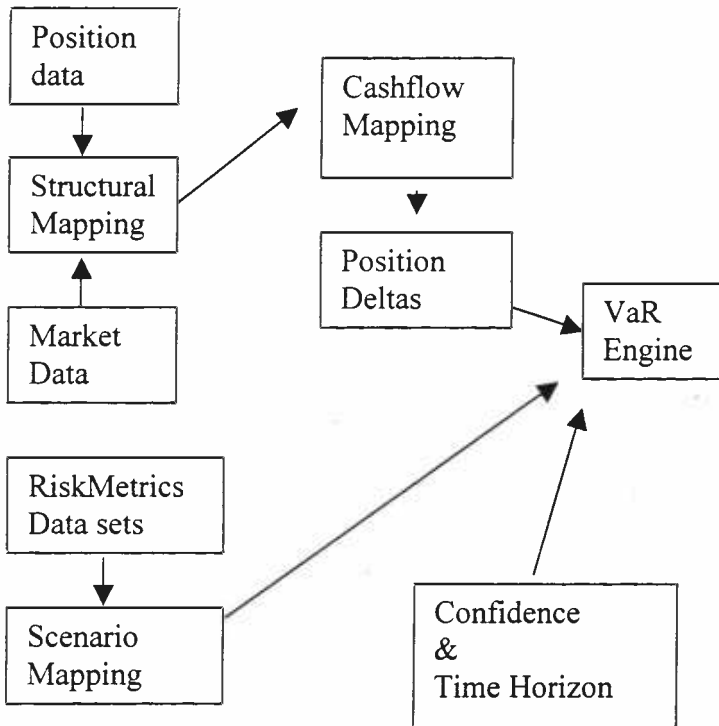 Position
data
Structural
Mapping
Market
Data
Cashflow
Mapping
Position
Deltas
VaR
Engine
RiskMetrics
Data sets
Scenario
Mapping
Confidence
&
Time Horizon